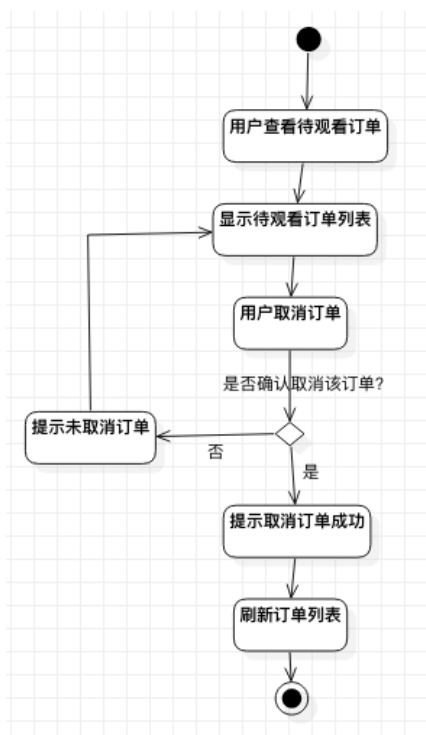 用户查看待观看订单
显示待观看订单列表
用户取消订单
是否确认取消该订单?
提示未取消订单
否
是
提示取消订单成功
刷新订单列表